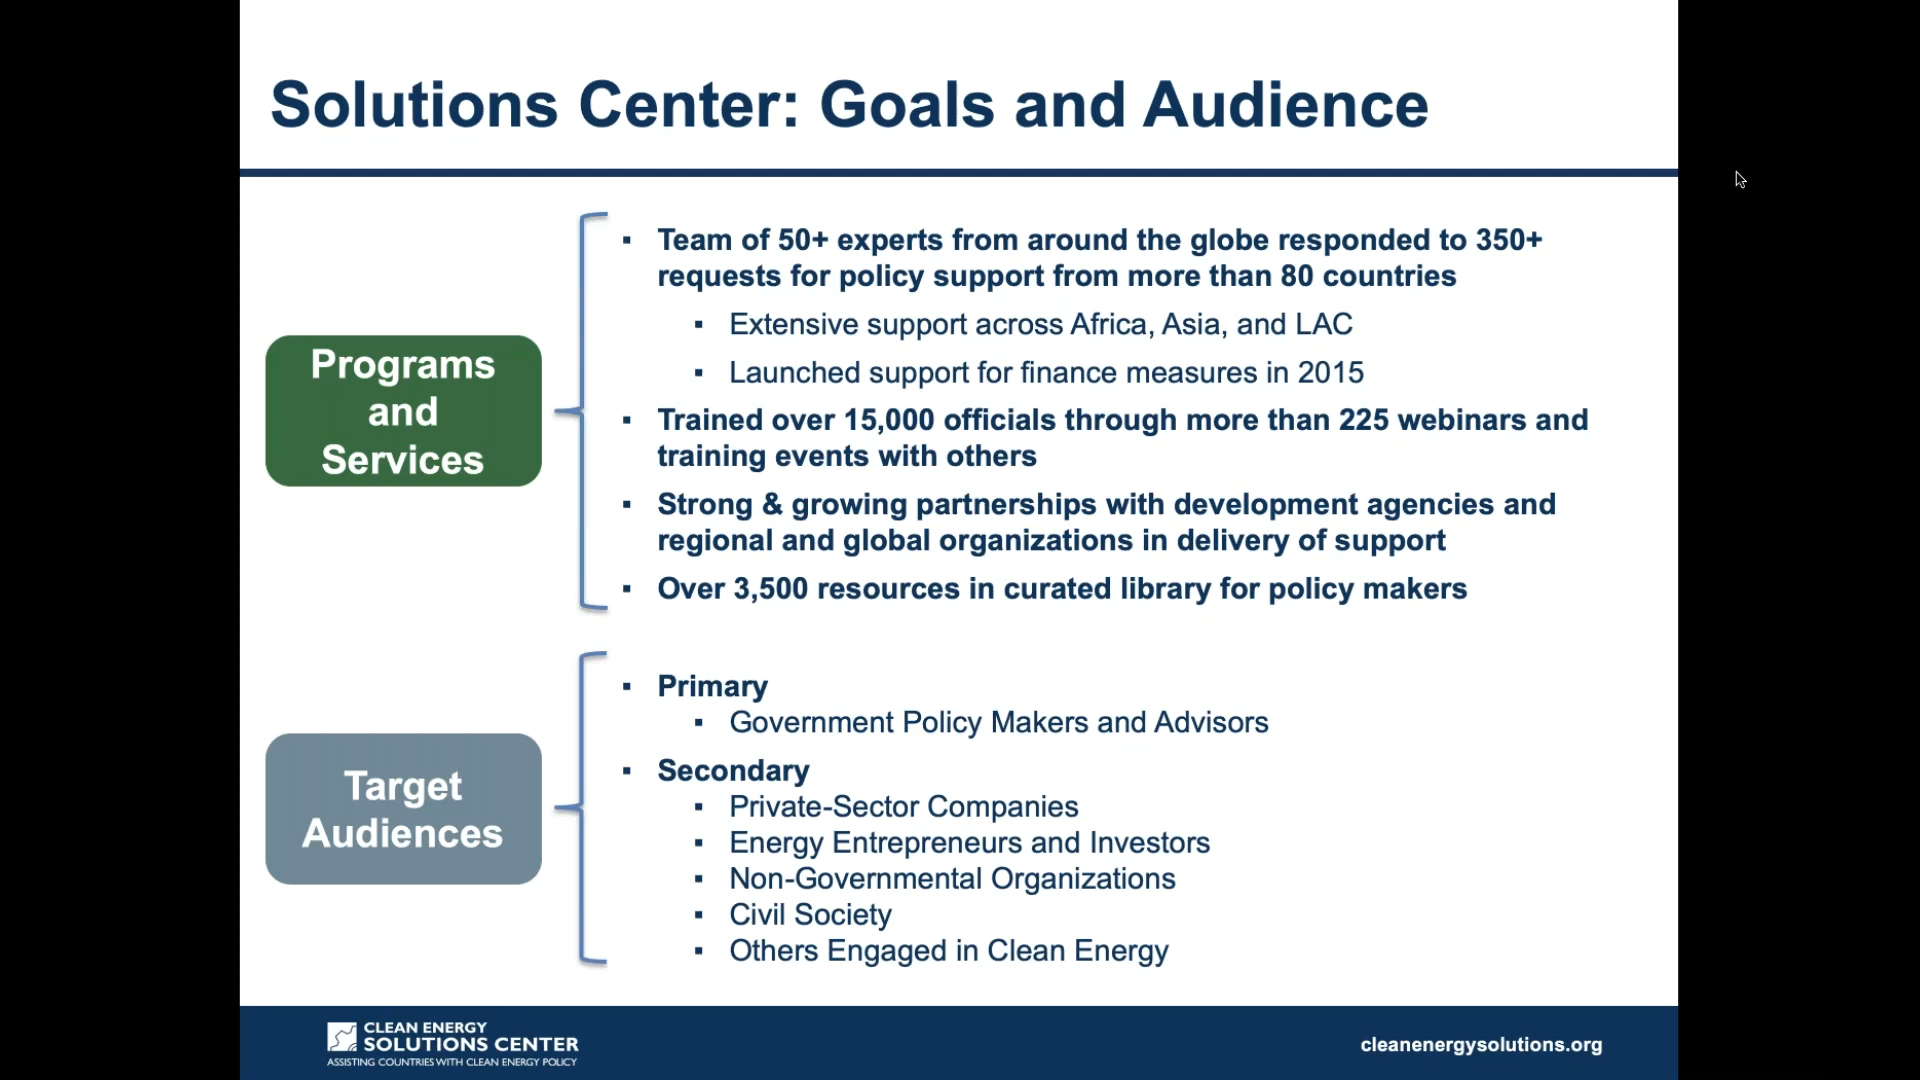 Solutions Center: Goals and Audience
Programs
and
Services
▪ Team of 50+ experts from around the globe responded to 350+
requests for policy support from more than 80 countries
▪ Extensive support across Africa, Asia, and LAC
▪ Launched support for finance measures in 2015
▪ Trained over 15,000 officials through more than 225 webinars and
training events with others
▪ Strong & growing partnerships with development agencies and
regional and global organizations in delivery of support
▪ Over 3,500 resources in curated library for policy makers
Target
Audiences
▪ Primary
▪ Government Policy Makers and Advisors
▪ Secondary
▪ Private-Sector Companies
▪ Energy Entrepreneurs and Investors
▪ Non-Governmental Organizations
▪ Civil Society
▪ Others Engaged in Clean Energy
CLEAN ENERGY
SOLUTIONS CENTER
ASSISTING COUNTRIES WITH CLEAN ENERGY POLICY
cleanenergysolutions.org